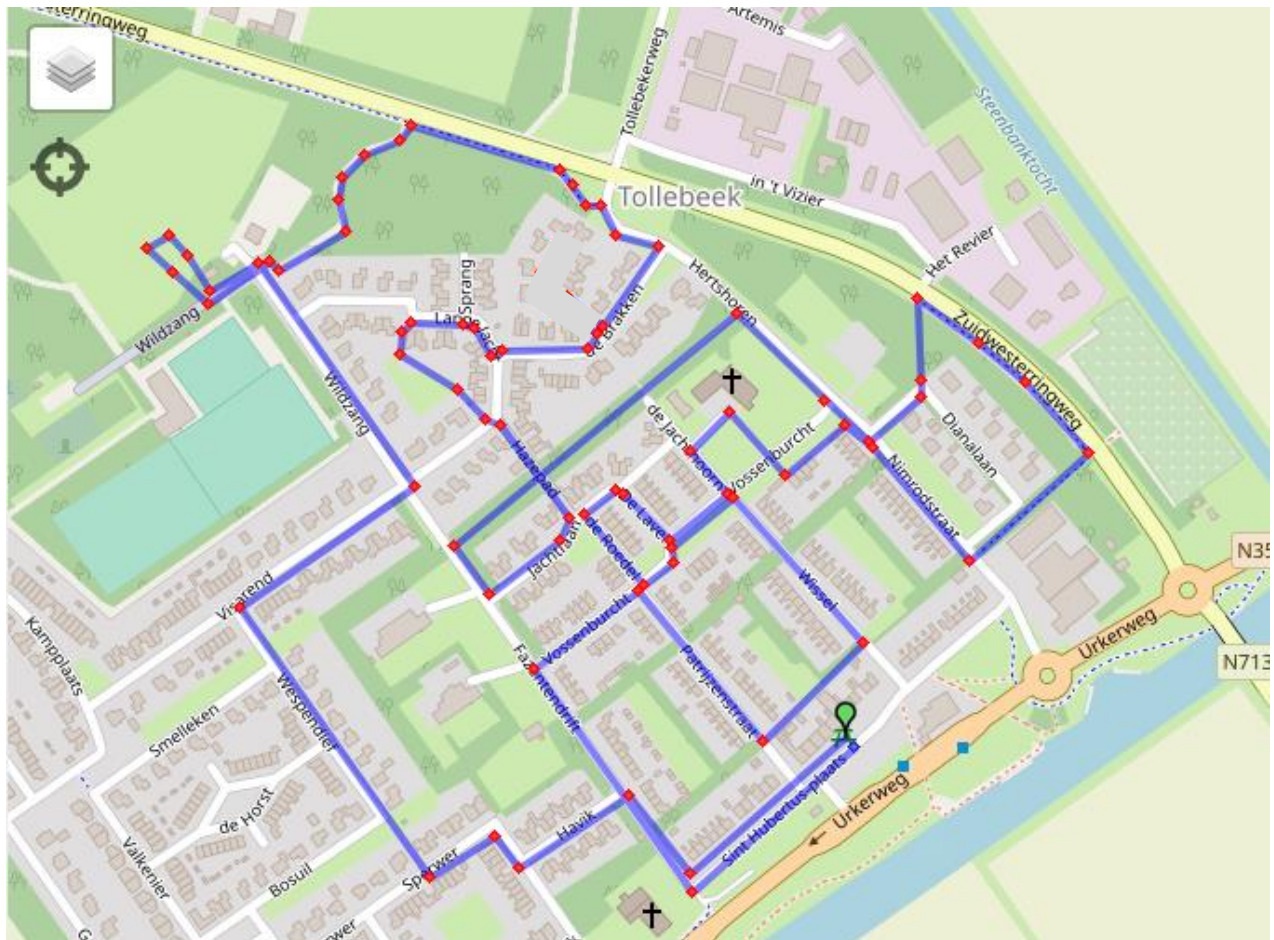 esterringweg
Artemis
Tollebekerweg
Steenbanktocht
in 't Vizier
Tollebeek
Het Revier
Hertshoren
Sprang
de Brakken
Wildzang
Zuidwesterringweg
Wildzang
de Jachthoorn
Vossenburcht
Dianalaan
Hazepad
Nimrodstraat
De Laver
Jachtlaan
de Roedel
N35
Visarend
Wissel
Vossenburcht
Kampplaats
Urkerweg
Fazantendrift
Patrijzenstraat
N713
Wespendief
Smelleken
Sint Hubertus-plaats
Urkerweg
de Horst
Havik
Valkenier
Sperwer
Bosuil
wer
G